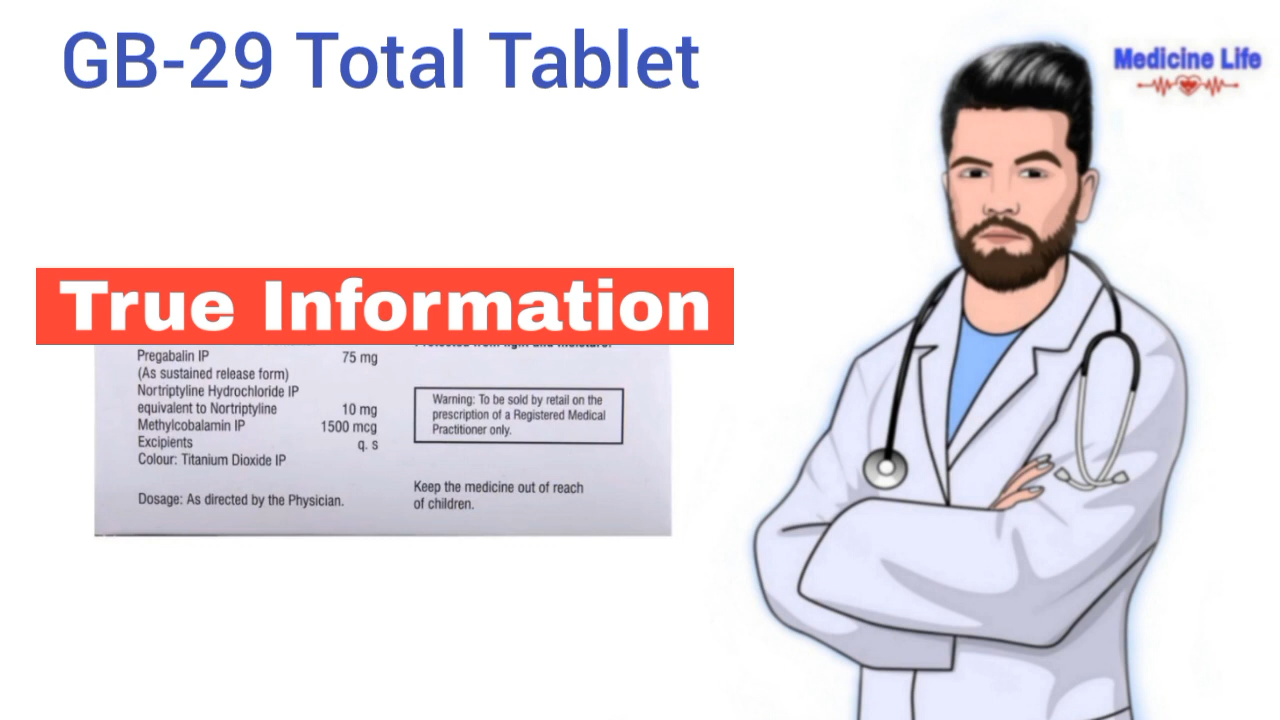 GB-29 Total Tablet
Medicine Life
True Information
Pregabalin IP 75 mg
(As sustained release form)
Nortriptyline Hydrochloride IP
equivalent to Nortriptyline 10 mg
Methylcobalamin IP 1500 mcg
Excipients q. s
Colour: Titanium Dioxide IP
Dosage: As directed by the Physician.
Warning: To be sold by retail on the
prescription of a Registered Medical
Practitioner only.
Keep the medicine out of reach
of children.